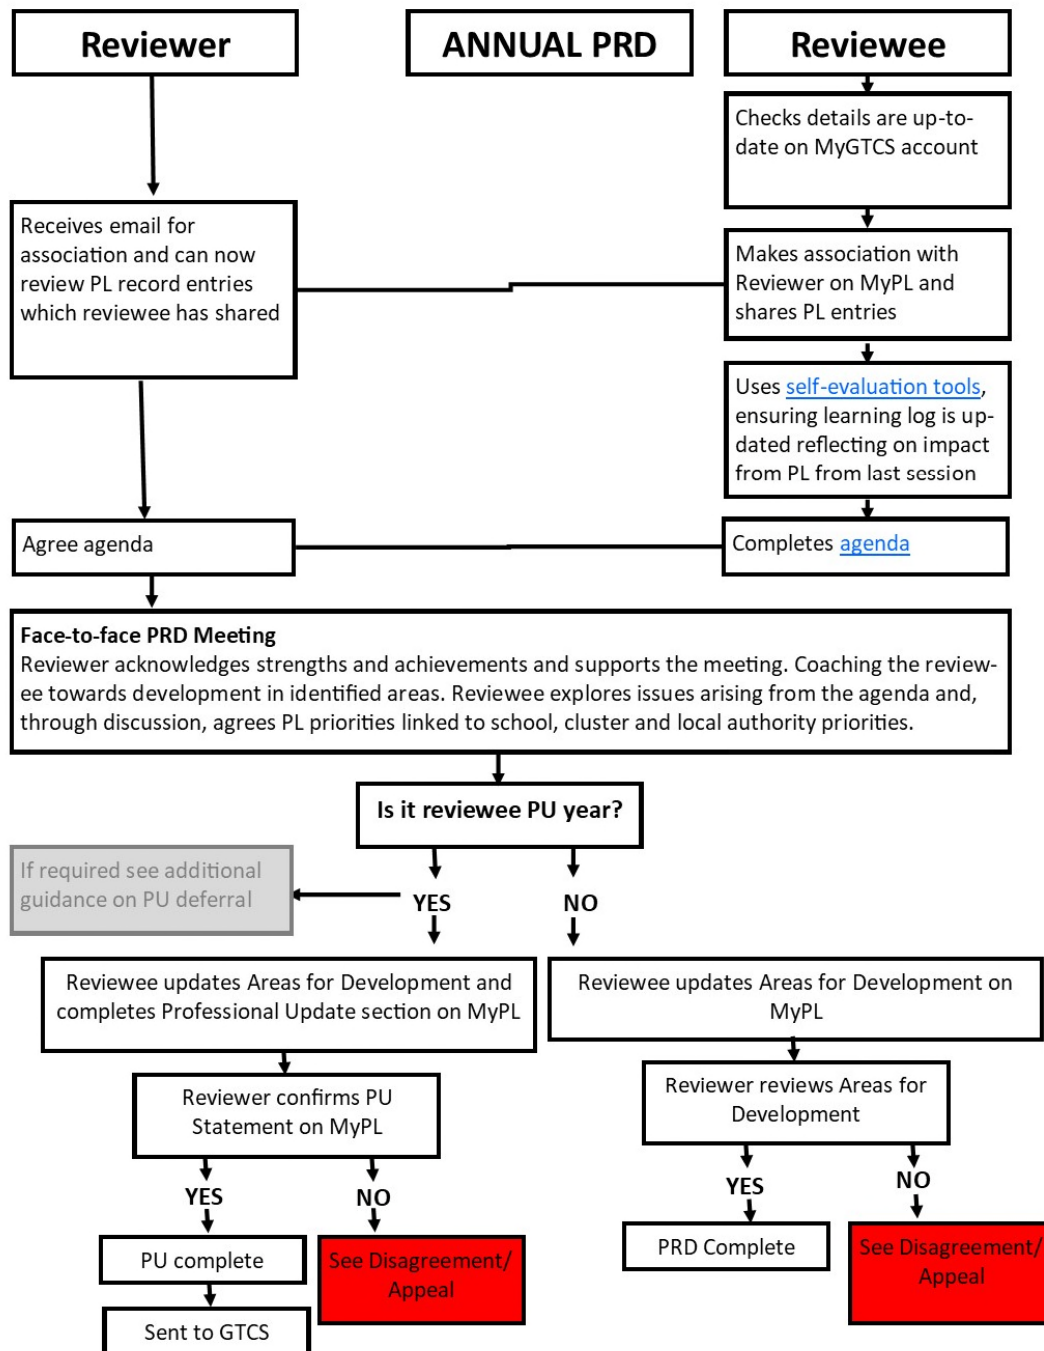 Reviewer
ANNUAL PRD
Reviewee
Checks details are up-to-
date on MyGTCS account
Receives email for
association and can now
review PL record entries
which reviewee has shared
Makes association with
Reviewer on MyPL and
shares PL entries
Uses self-evaluation tools,
ensuring learning log is up-
dated reflecting on impact
from PL from last session
Agree agenda
Completes agenda
Face-to-face PRD Meeting
Reviewer acknowledges strengths and achievements and supports the meeting. Coaching the review-
ee towards development in identified areas. Reviewee explores issues arising from the agenda and,
through discussion, agrees PL priorities linked to school, cluster and local authority priorities.
Is it reviewee PU year?
If required see additional
guidance on PU deferral
YES
NO
Reviewee updates Areas for Development and
completes Professional Update section on MyPL
Reviewee updates Areas for Development on
MyPL
Reviewer confirms PU
Statement on MyPL
Reviewer reviews Areas for
Development
YES
NO
YES
NO
PU complete
See Disagreement/
Appeal
PRD Complete
See Disagreement/
Appeal
Sent to GTCS